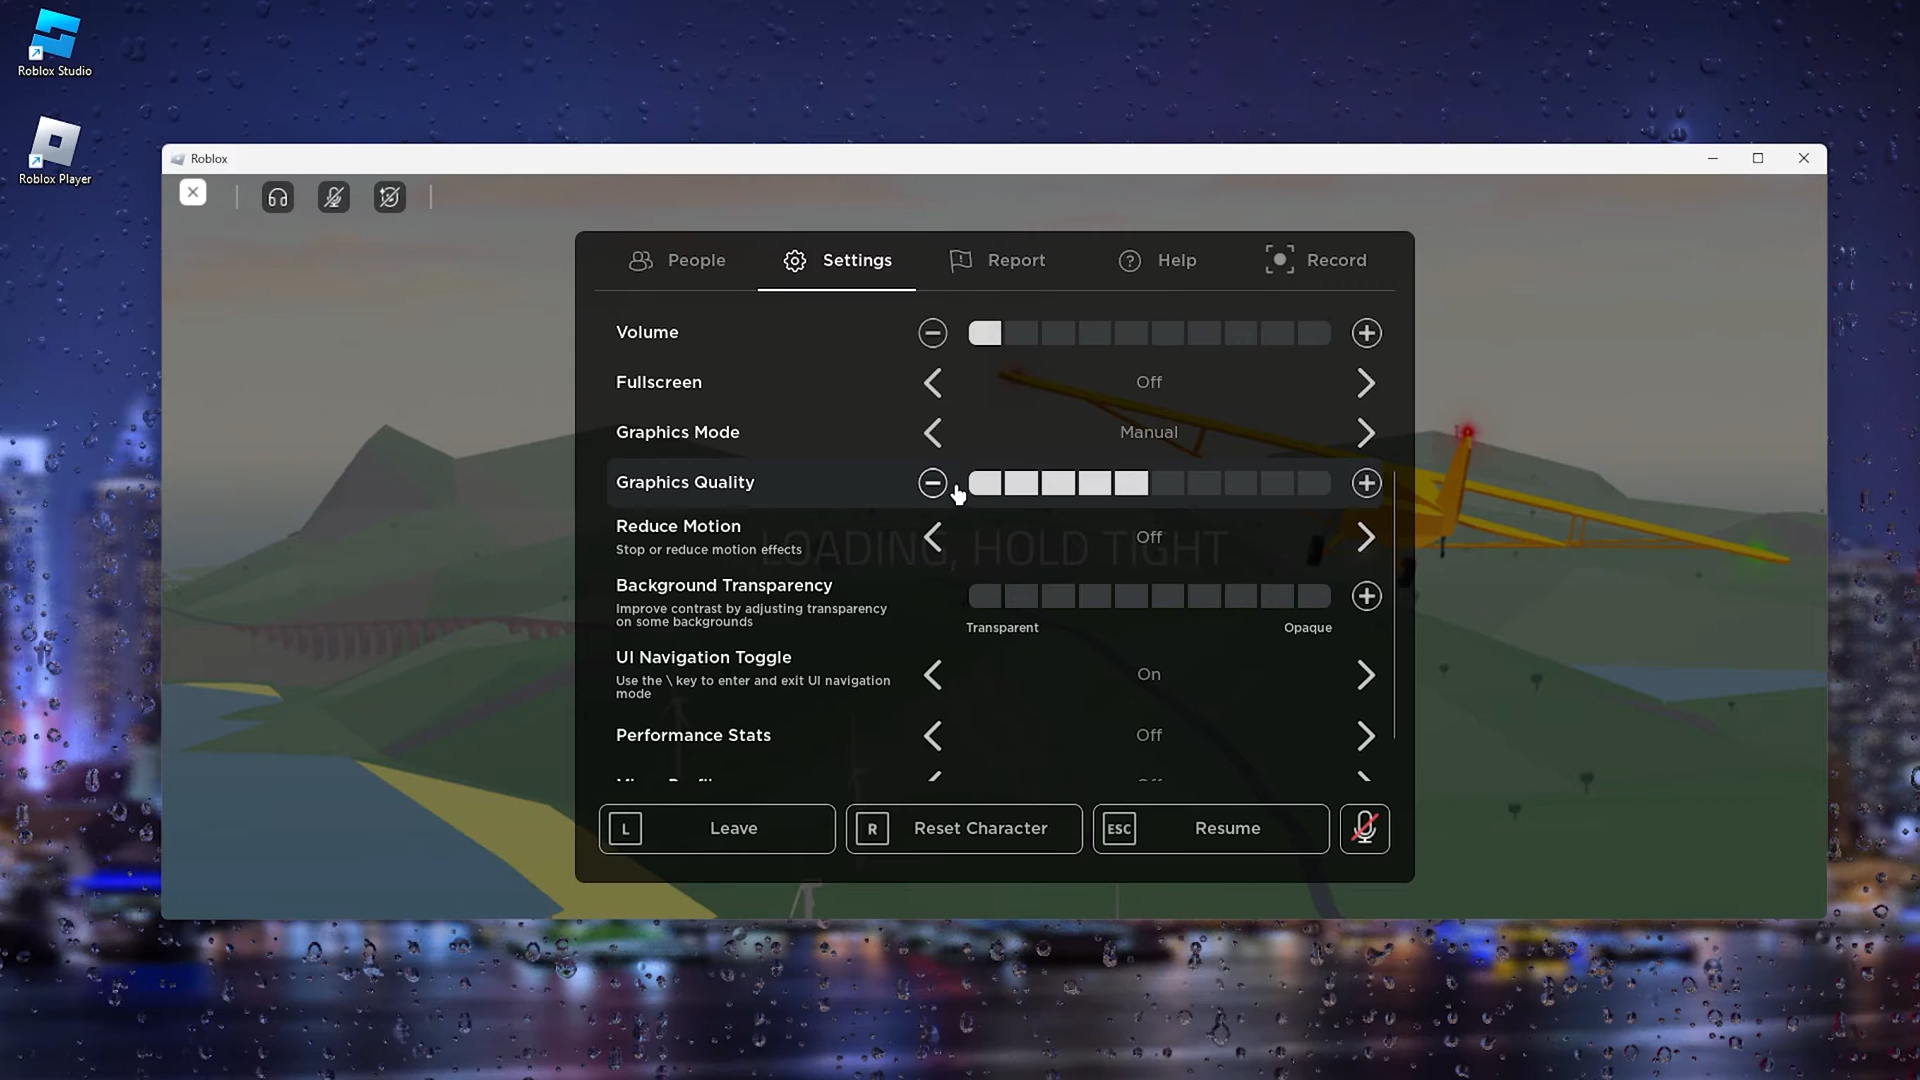 Roblox Studio
Roblox Player
Roblox
People
Settings
Report
Help
Record
Volume
Fullscreen
Off
Graphics Mode
Manual
Graphics Quality
Reduce Motion
Stop or reduce motion effects
Off
LOADING, HOLD TIGHT
Background Transparency
Improve contrast by adjusting transparency
on some backgrounds
Transparent
Opaque
UI Navigation Toggle
Use the \ key to enter and exit UI navigation
mode
On
Performance Stats
Off
L
Leave
R
Reset Character
ESC
Resume